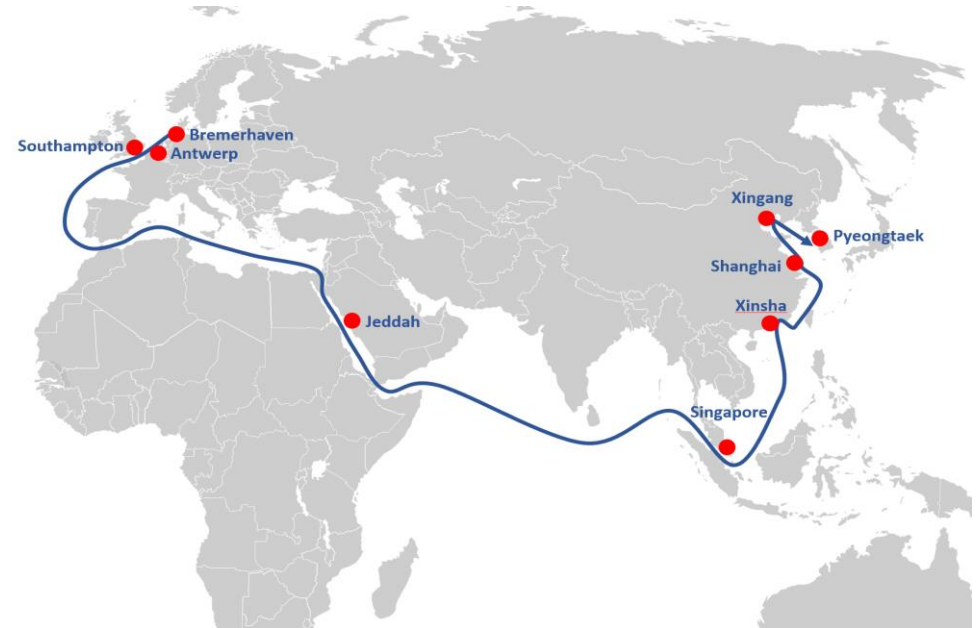 Bremerhaven
Southampton
Antwerp
Xingang
Pyeongtaek
Shanghai
Xinsha
Jeddah
Singapore